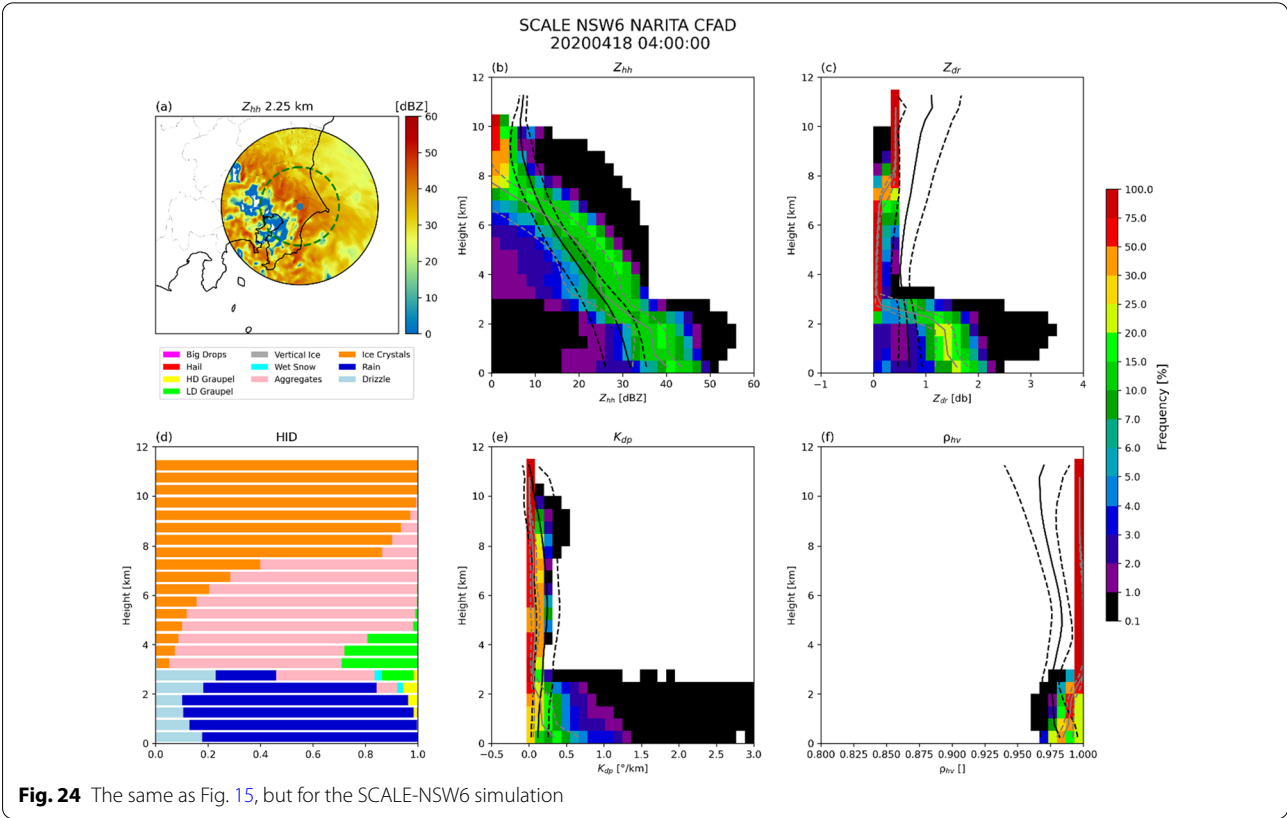 SCALE NSW6 NARITA CFAD
20200418 04:00:00
(a) Z_hh 2.25 km [dBZ]
60
50
40
30
20
10
0
Big Drops Vertical Ice Ice Crystals
Hail Wet Snow Rain
HD Graupel Aggregates Drizzle
LD Graupel
(b) Z_hh
Height [km]
12
10
8
6
4
2
0
0 10 20 30 40 50 60
Z_hh [dBZ]
(c) Z_dr
Height [km]
12
10
8
6
4
2
0
−1 0 1 2 3 4
Z_dr [db]
100.0
75.0
50.0
30.0
25.0
20.0
15.0
10.0
7.0
6.0
5.0
4.0
3.0
2.0
1.0
0.1
Frequency [%]
(d) HID
Height [km]
12
10
8
6
4
2
0
0.0 0.2 0.4 0.6 0.8 1.0
(e) K_dp
Height [km]
12
10
8
6
4
2
0
−0.5 0.0 0.5 1.0 1.5 2.0 2.5 3.0
K_dp [°/km]
(f) ρ_hv
Height [km]
12
10
8
6
4
2
0
0.800 0.825 0.850 0.875 0.900 0.925 0.950 0.975 1.000
ρ_hv []
Fig. 24 The same as Fig. 15, but for the SCALE-NSW6 simulation